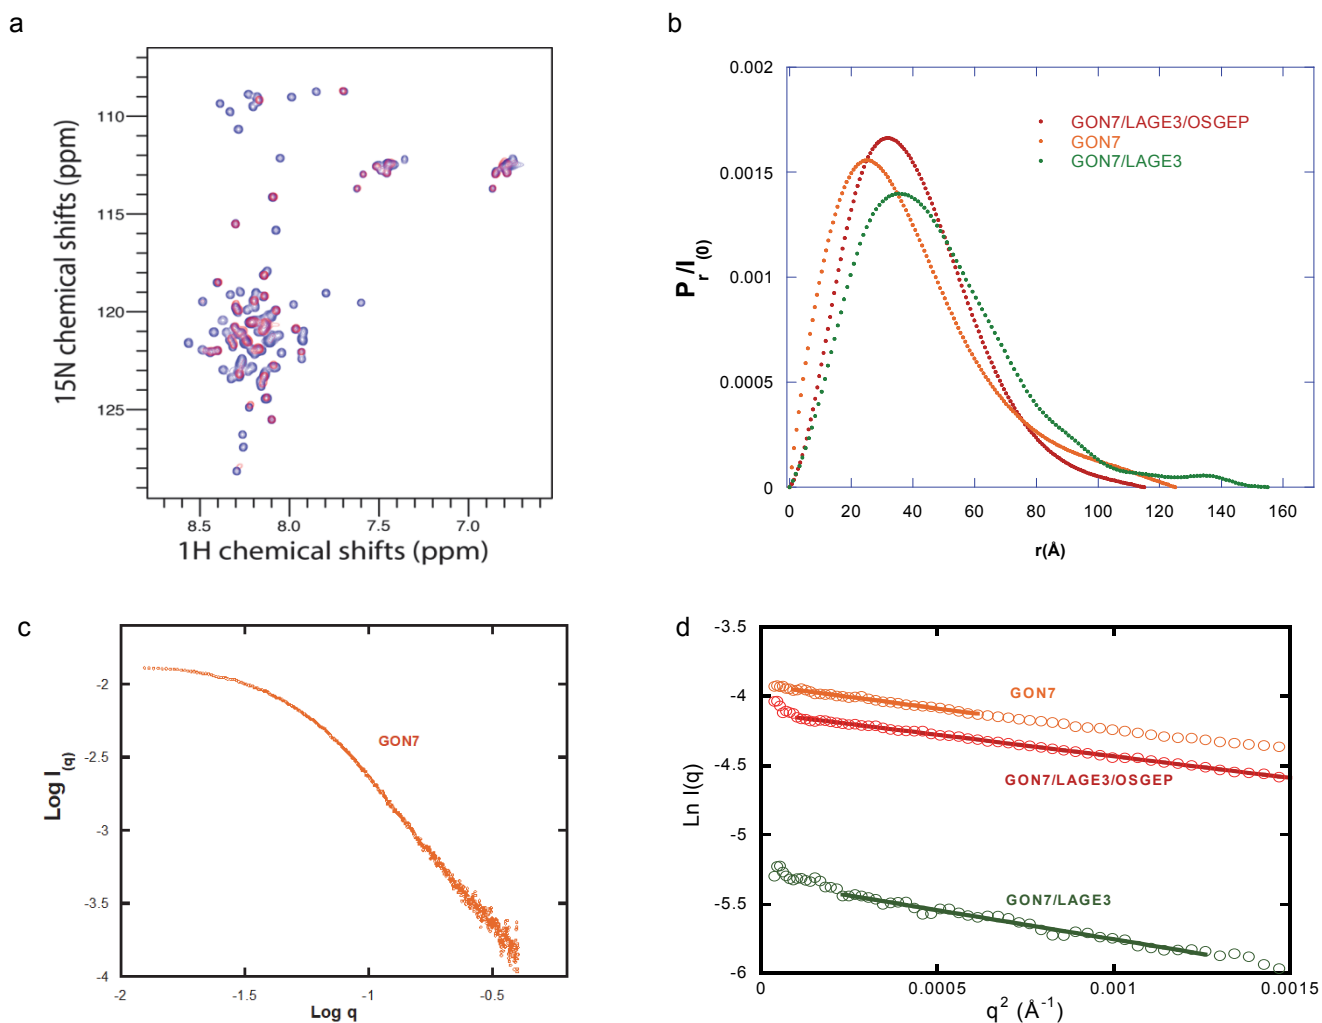 a
15N chemical shifts (ppm)
110
115
120
125
8.5 8.0 7.5 7.0
1H chemical shifts (ppm)
b
P_r/I_(0)
0.002
0.0015
0.001
0.0005
0
GON7/LAGE3/OSGEP
GON7
GON7/LAGE3
0 20 40 60 80 100 120 140 160
r(Å)
c
Log I_(q)
-2
-2.5
-3
-3.5
-4
GON7
-2 -1.5 -1 -0.5
Log q
d
Ln I(q)
-3.5
-4
-4.5
-5
-5.5
-6
GON7
GON7/LAGE3/OSGEP
GON7/LAGE3
0 0.0005 0.001 0.0015
q² (Å⁻¹)